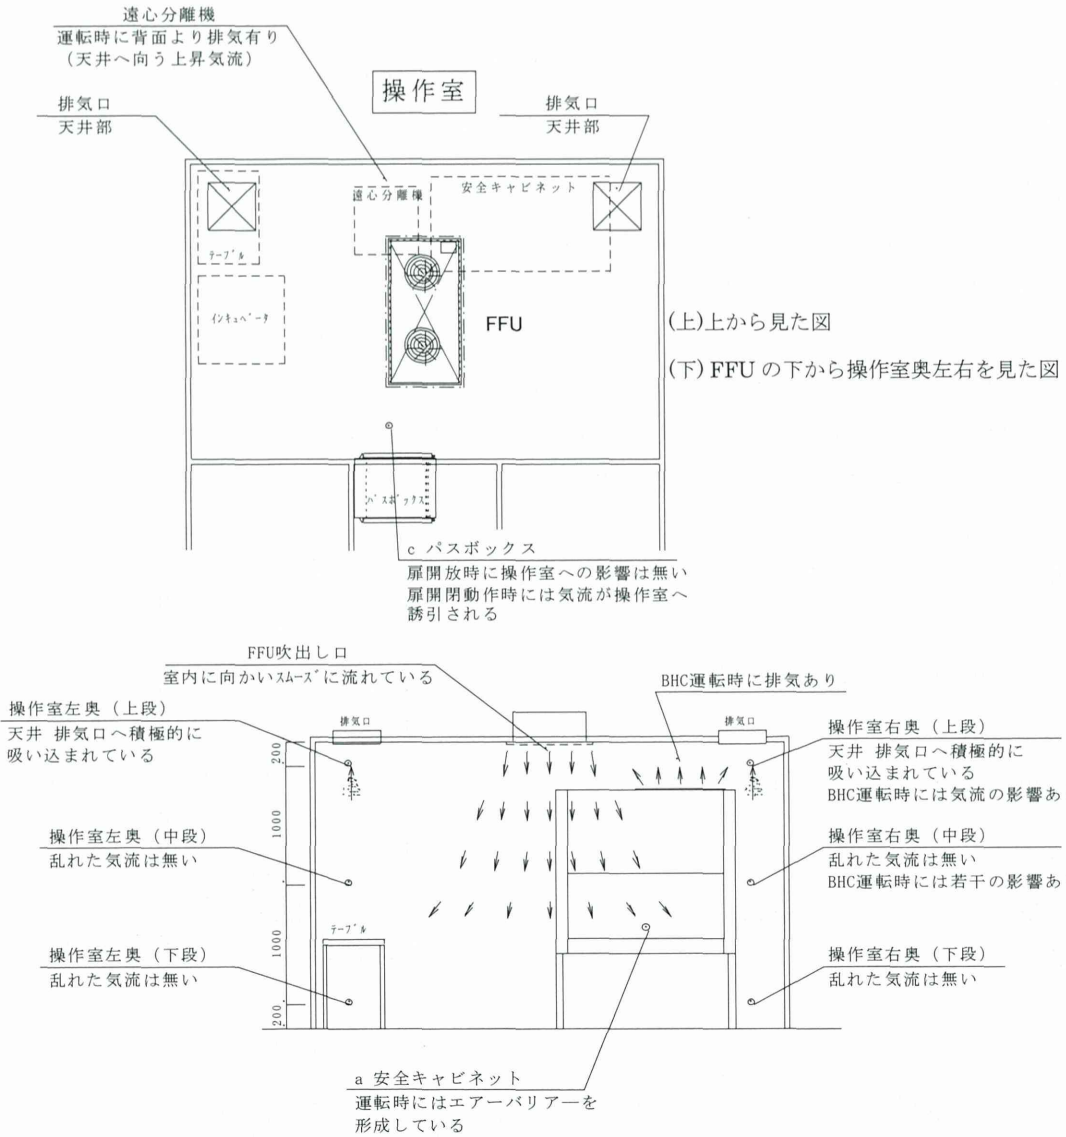 遠心分離機
運転時に背面より排気有り
(天井へ向う上昇気流)
操作室
排気口
天井部
排気口
天井部
遠心分離機
安全キャビネット
テーブル
インキュベータ
FFU
(上)上から見た図
(下) FFU の下から操作室奥左右を見た図
パスボックス
c パスボックス
扉開放時に操作室への影響は無い
扉開閉動作時には気流が操作室へ
誘引される
FFU吹出し口
室内に向かいスムーズに流れている
BHC運転時に排気あり
操作室左奥(上段)
天井 排気口へ積極的に
吸い込まれている
排気口
排気口
操作室右奥(上段)
天井 排気口へ積極的に
吸い込まれている
BHC運転時には気流の影響あ
200
1000
操作室左奥(中段)
乱れた気流は無い
操作室右奥(中段)
乱れた気流は無い
BHC運転時には若干の影響あ
テーブル
1000
操作室左奥(下段)
乱れた気流は無い
操作室右奥(下段)
乱れた気流は無い
200
a 安全キャビネット
運転時にはエアーバリアーを
形成している